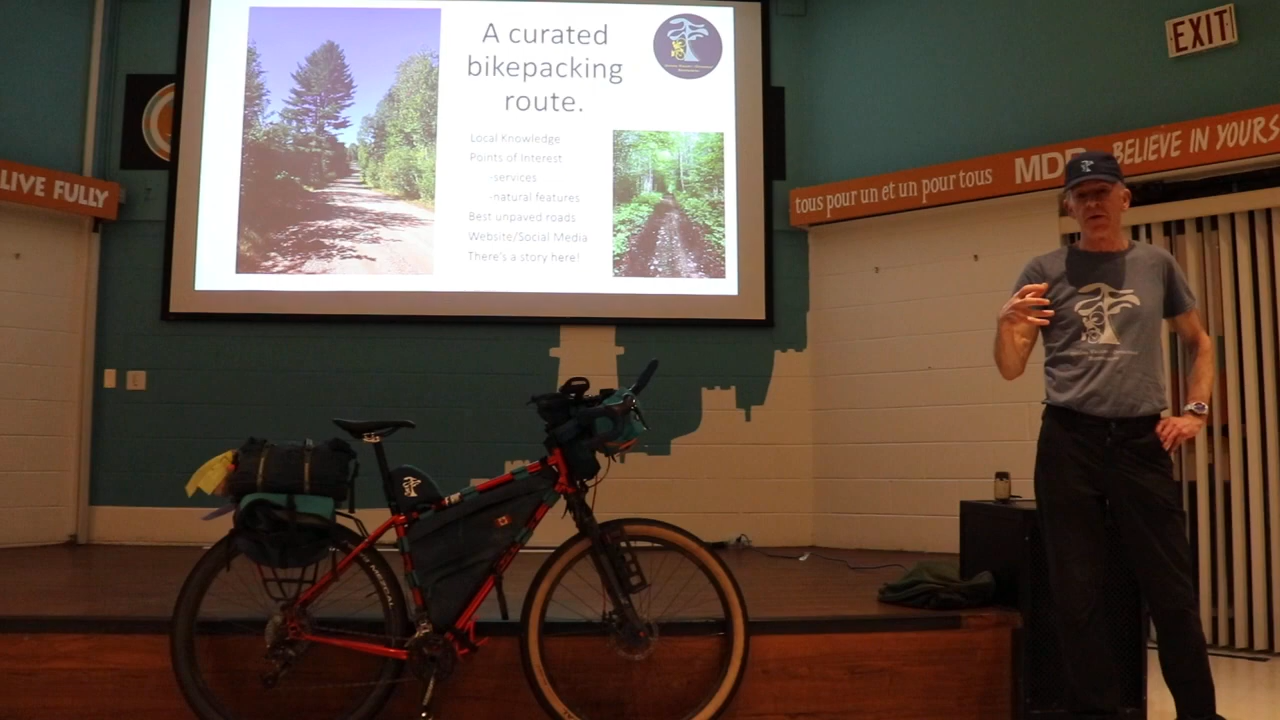 A curated
bikepacking
route.
Local Knowledge
Points of Interest
-services
-natural features
Best unpaved roads
Website/Social Media
There's a story here!
EXIT
LIVE FULLY
tous pour un et un pour tous
BELIEVE IN YOURS
MEZCAL